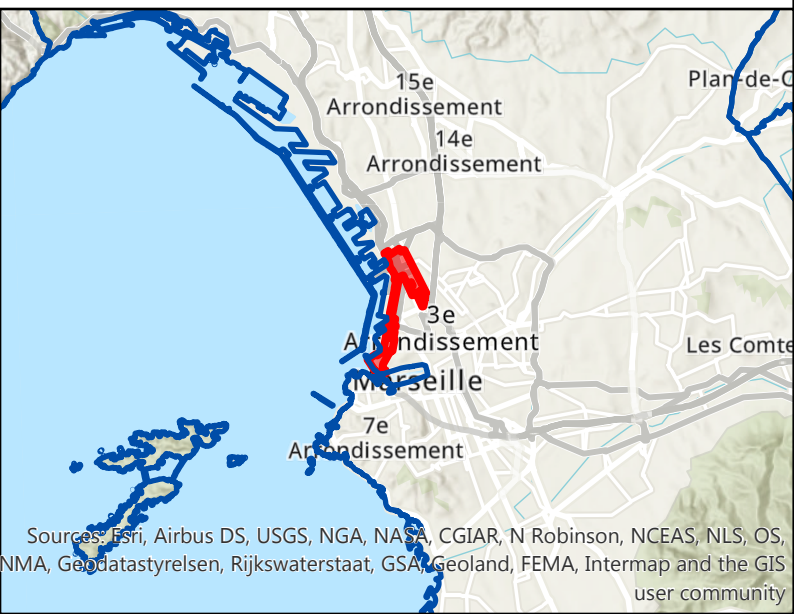 15e
Arrondissement
14e
Arrondissement
Plan-de-C
3e
Arrondissement
Les Comte
Marseille
7e
Arrondissement
Sources: Esri, Airbus DS, USGS, NGA, NASA, CGIAR, N Robinson, NCEAS, NLS, OS,
NMA, Geodatastyrelsen, Rijkswaterstaat, GSA, Geoland, FEMA, Intermap and the GIS
user community